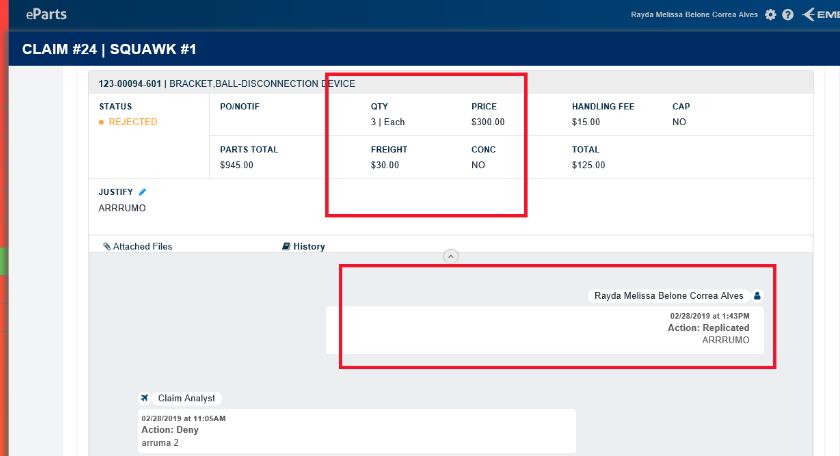 eParts
Rayda Melissa Belone Correa Alves
CLAIM #24 | SQUAWK #1
123-00094-601 | BRACKET,BALL-DISCONNECTION DEVICE
STATUS PO/NOTIF QTY PRICE HANDLING FEE CAP
REJECTED 3 | Each $300.00 $15.00 NO
PARTS TOTAL FREIGHT CONC TOTAL
$945.00 $30.00 NO $125.00
JUSTIFY
ARRRUMO
Attached Files History
Rayda Melissa Belone Correa Alves
02/28/2019 at 1:43PM
Action: Replicated
ARRRUMO
Claim Analyst
02/28/2019 at 11:05AM
Action: Deny
arruma 2